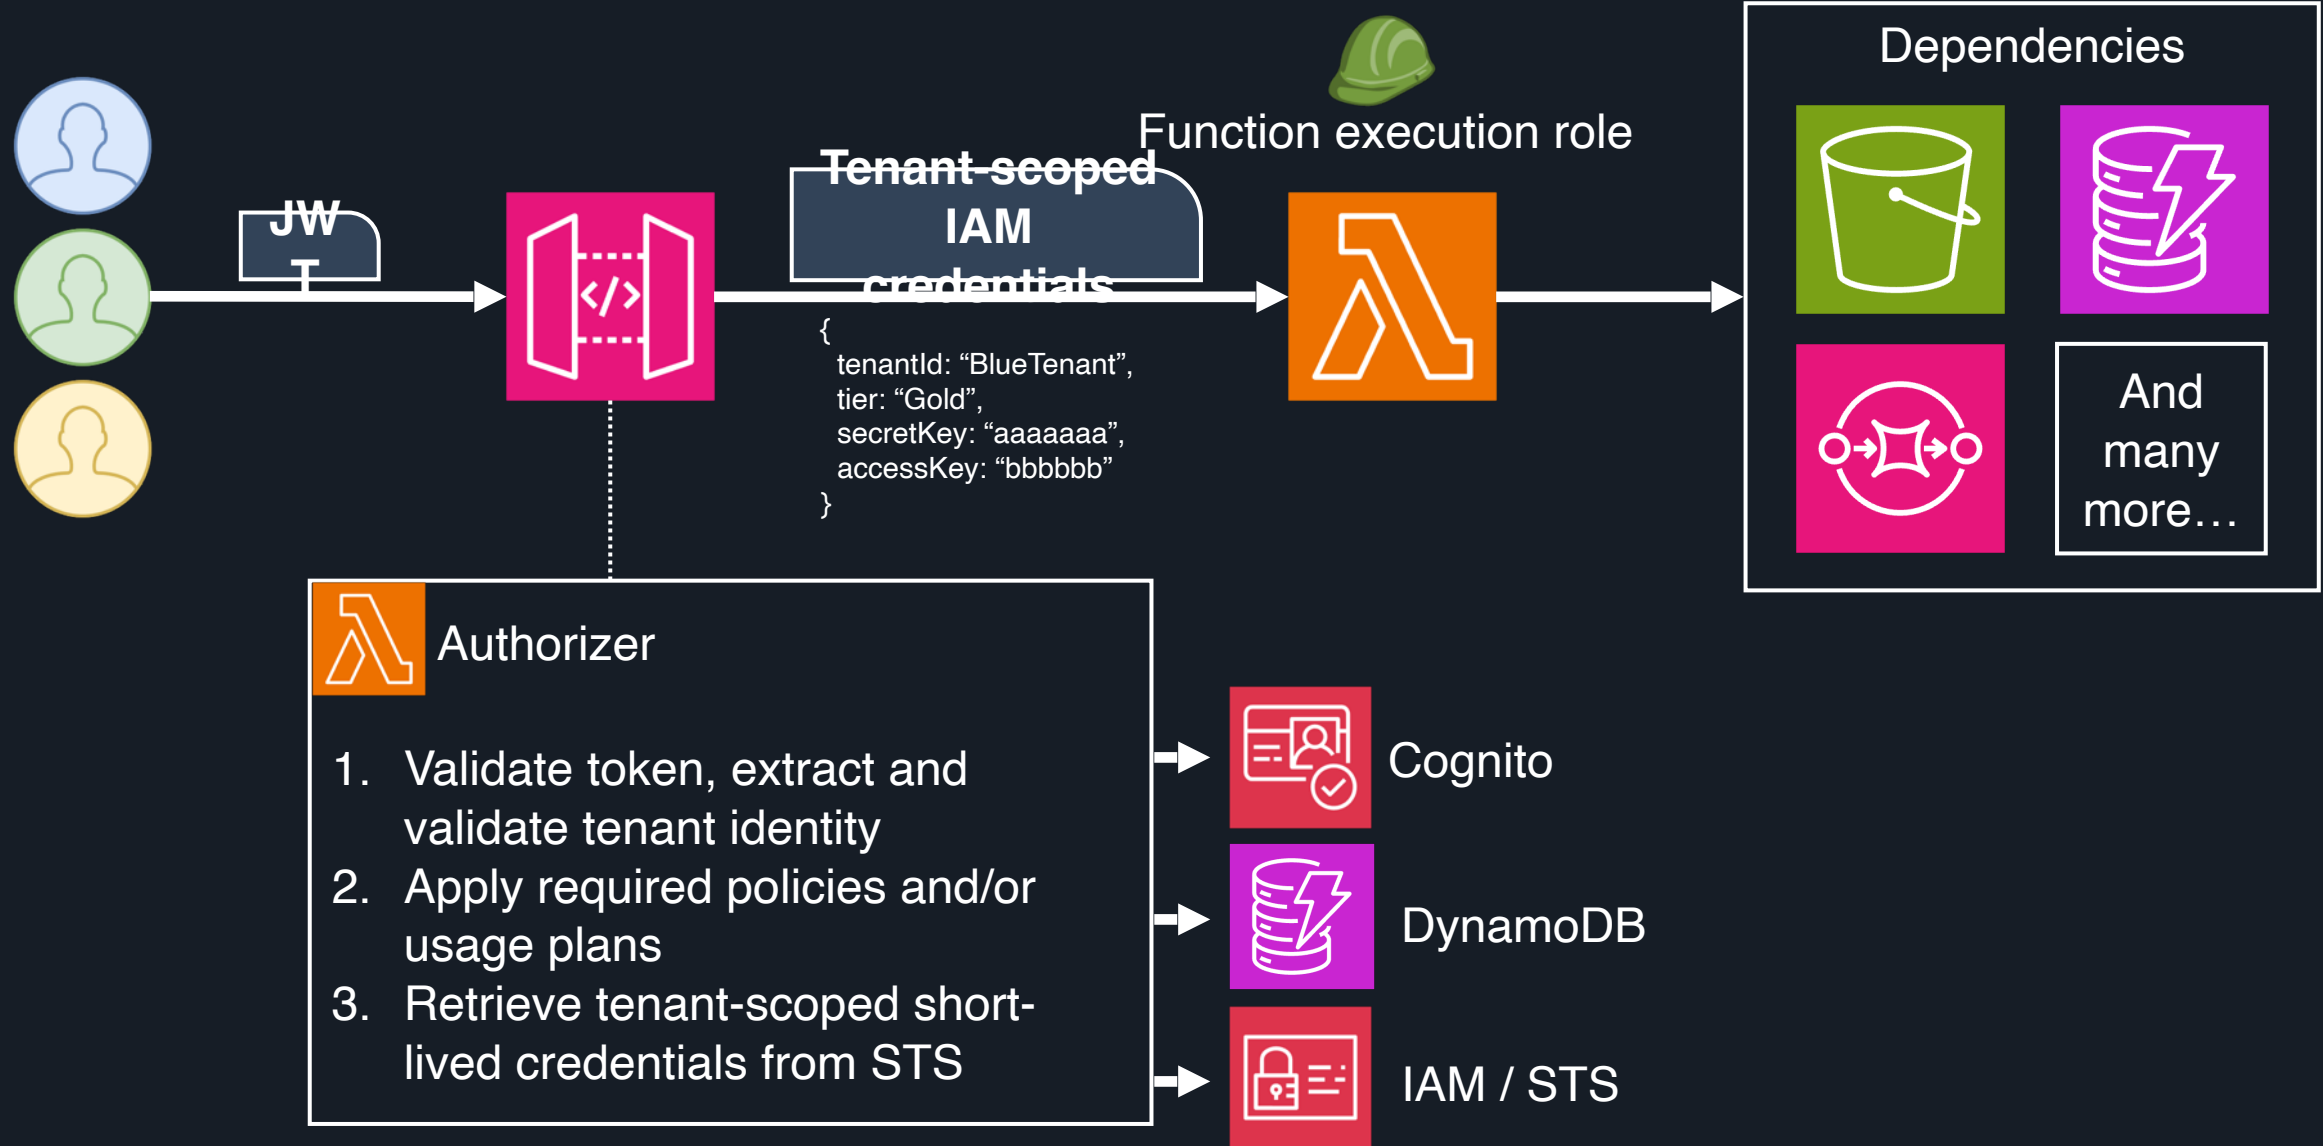 Dependencies
Function execution role
Tenant-scoped
IAM
credentials
JW
T
</>
{
tenantId: “BlueTenant”,
tier: “Gold”,
secretKey: “aaaaaaa”,
accessKey: “bbbbbb”
}
And
many
more…
Authorizer
1. Validate token, extract and
validate tenant identity
2. Apply required policies and/or
usage plans
3. Retrieve tenant-scoped short-
lived credentials from STS
Cognito
DynamoDB
IAM / STS